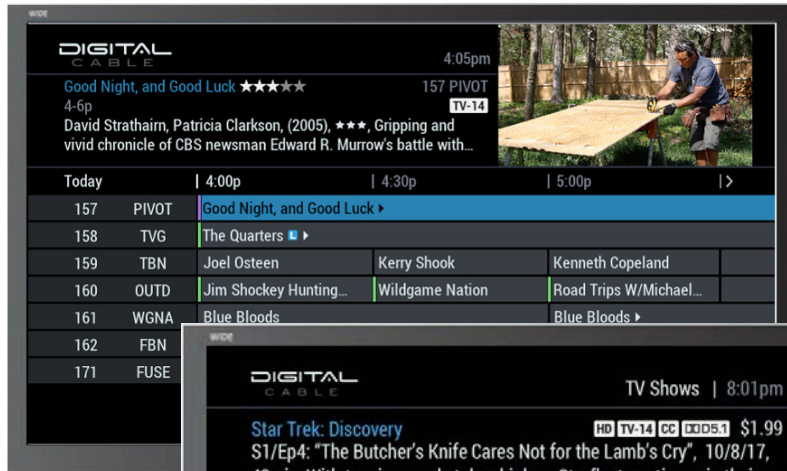 WIDE
DIGITAL
CABLE
4:05pm
Good Night, and Good Luck ★★★★★
157 PIVOT
4-6p
TV-14
David Strathairn, Patricia Clarkson, (2005), ★★★, Gripping and
vivid chronicle of CBS newsman Edward R. Murrow's battle with...
Today | 4:00p | 4:30p | 5:00p |>
157 PIVOT Good Night, and Good Luck
158 TVG The Quarters L
159 TBN Joel Osteen Kerry Shook Kenneth Copeland
160 OUTD Jim Shockey Hunting... Wildgame Nation Road Trips W/Michael...
161 WGNA Blue Bloods Blue Bloods
162 FBN
171 FUSE
WIDE
DIGITAL
CABLE
TV Shows | 8:01pm
Star Trek: Discovery HD TV-14 CC DD5.1 $1.99
S1/Ep4: “The Butcher's Knife Cares Not for the Lamb's Cry”, 10/8/17,